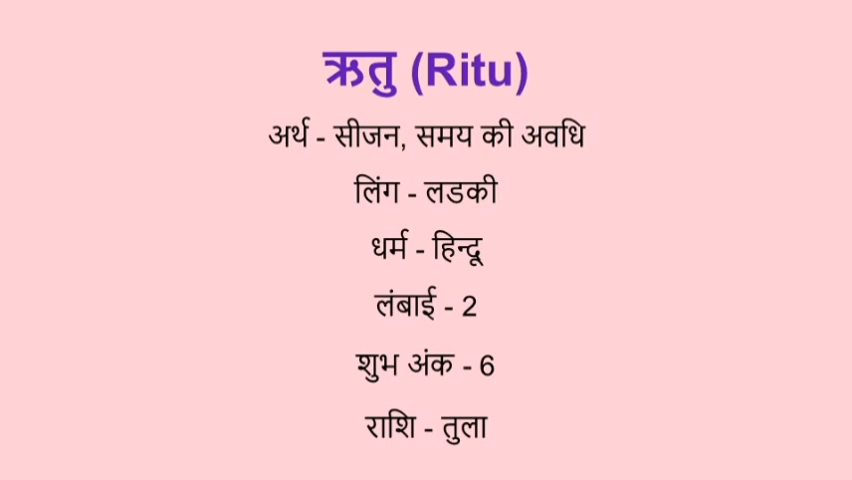 ऋतु (Ritu)
अर्थ - सीजन, समय की अवधि
लिंग - लडकी
धर्म - हिन्दू
लंबाई - 2
शुभ अंक - 6
राशि - तुला